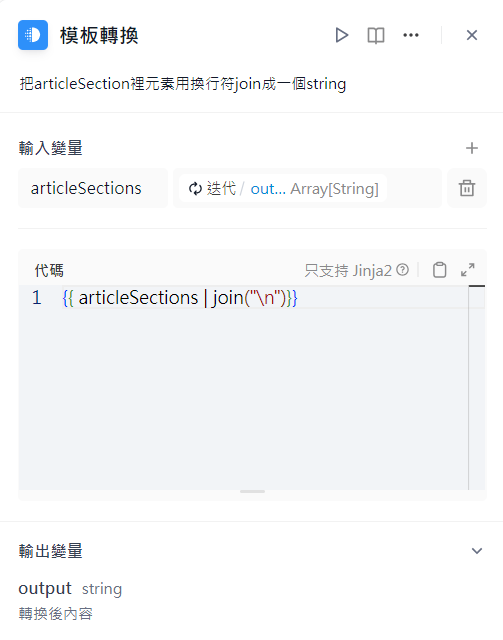 模板轉換
把articleSection裡元素用換行符join成一個string
輸入變量
articleSections 迭代 / out... Array[String]
代碼 只支持 Jinja2
1 {{ articleSections | join("\n")}}
輸出變量
output string
轉換後內容